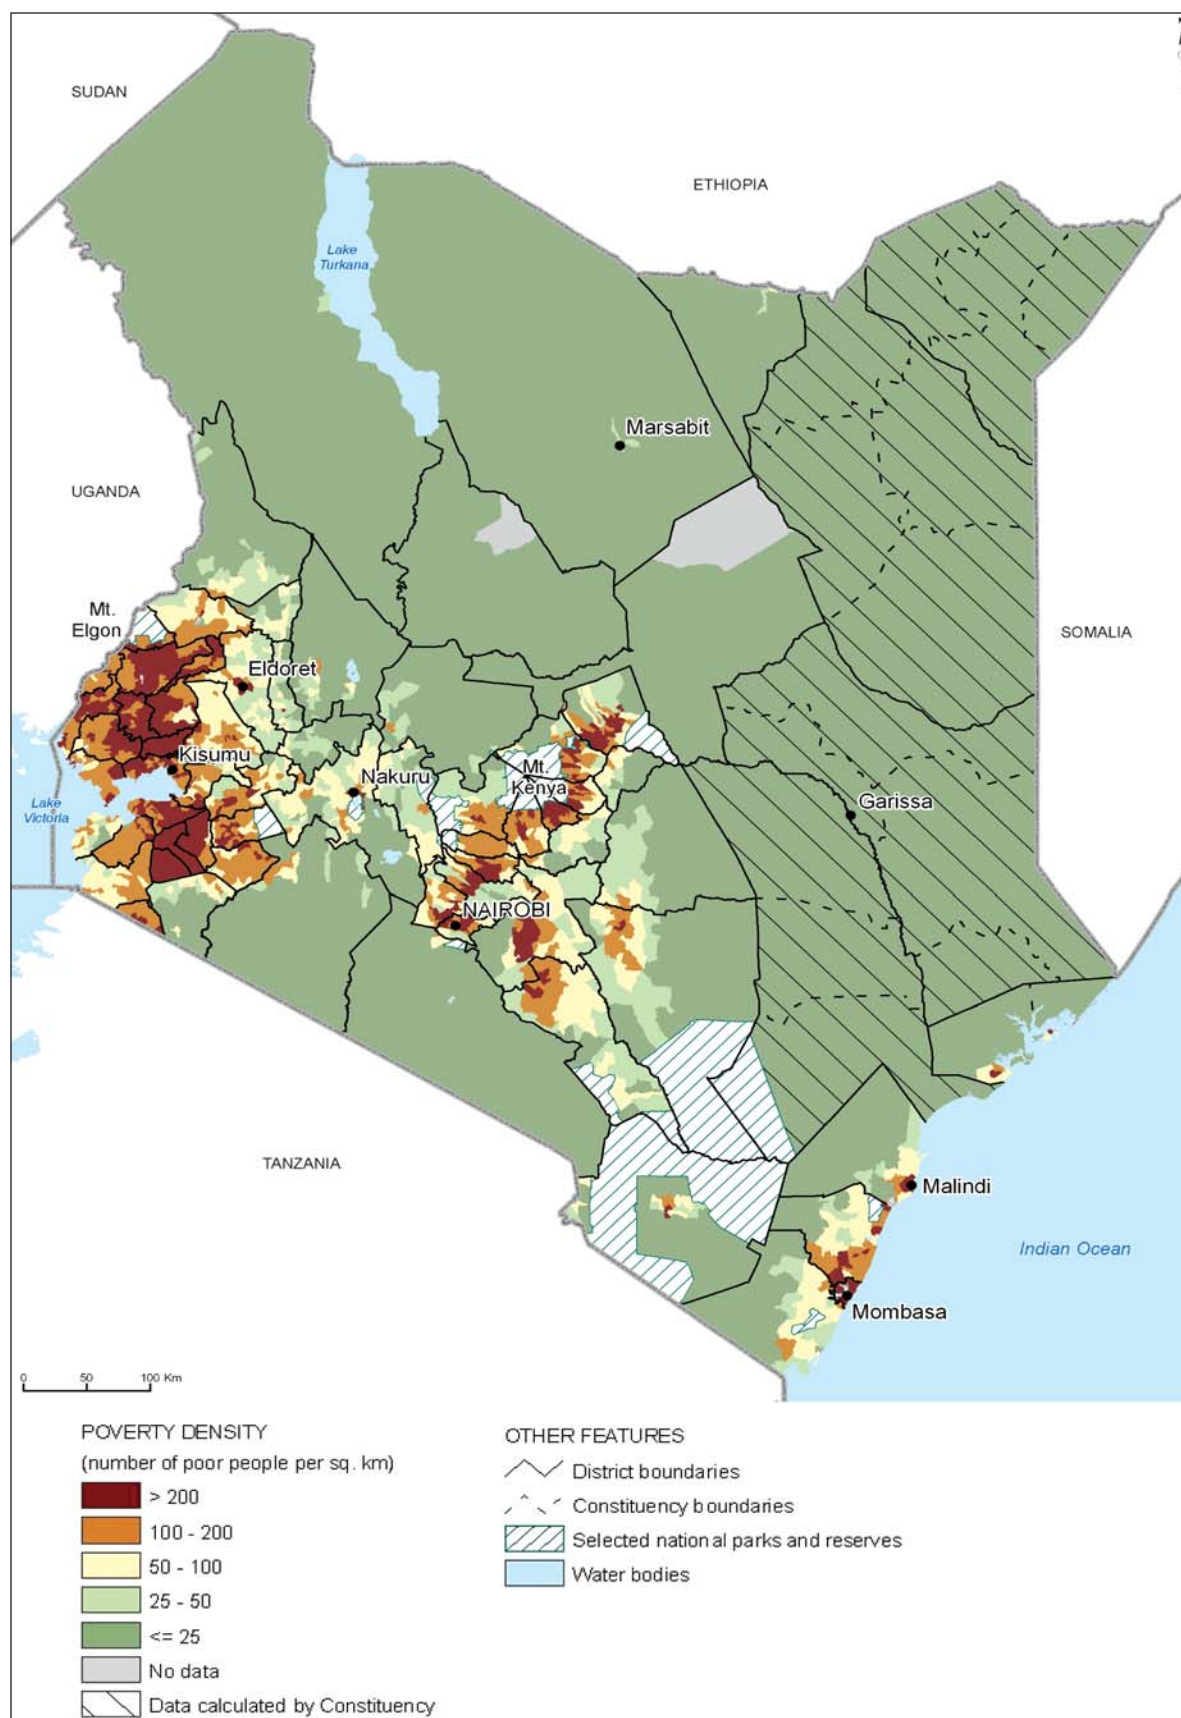 SUDAN
ETHIOPIA
Lake
Turkana
Marsabit
UGANDA
Mt.
Elgon
SOMALIA
Eldoret
Kisumu
Nakuru
Mt.
Kenya
Garissa
Lake
Victoria
NAIROBI
TANZANIA
Malindi
Indian Ocean
Mombasa
0 50 100 Km
POVERTY DENSITY
(number of poor people per sq. km)
> 200
100 - 200
50 - 100
25 - 50
<= 25
No data
Data calculated by Constituency
OTHER FEATURES
District boundaries
Constituency boundaries
Selected national parks and reserves
Water bodies